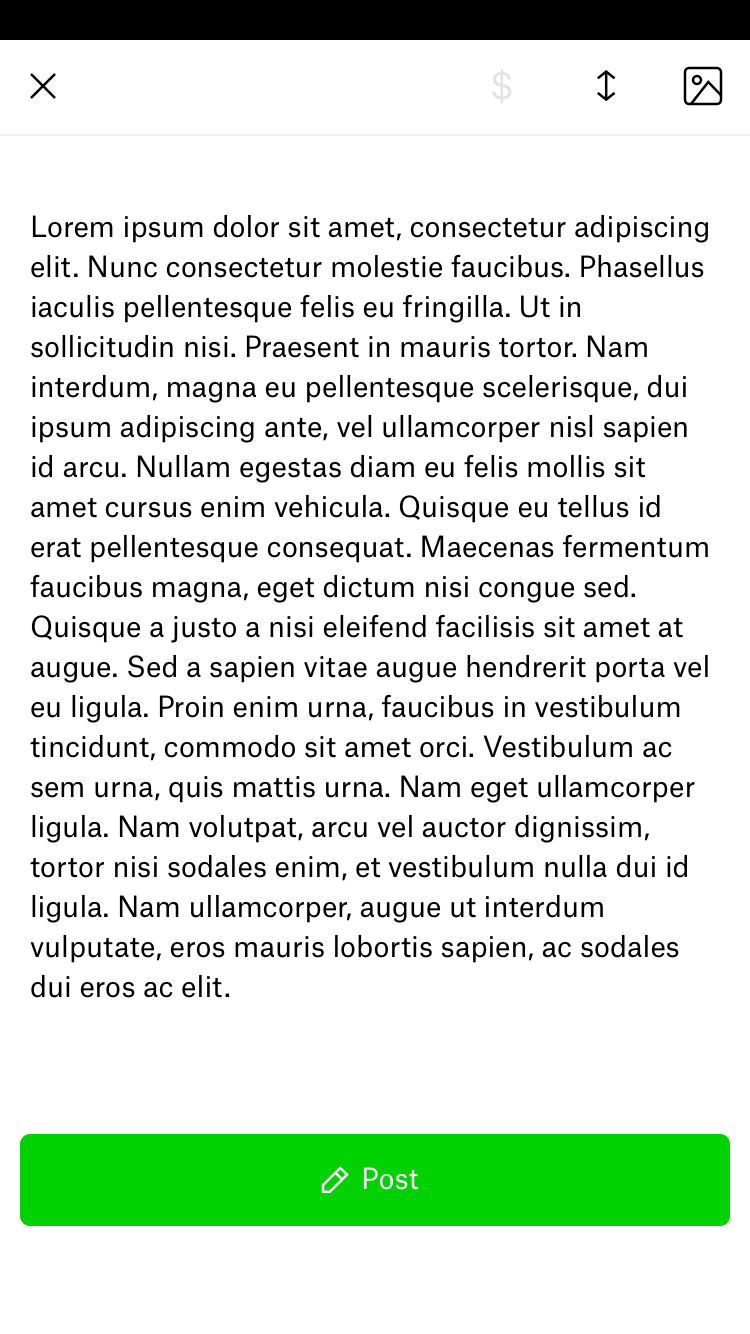 $
Lorem ipsum dolor sit amet, consectetur adipiscing
elit. Nunc consectetur molestie faucibus. Phasellus
iaculis pellentesque felis eu fringilla. Ut in
sollicitudin nisi. Praesent in mauris tortor. Nam
interdum, magna eu pellentesque scelerisque, dui
ipsum adipiscing ante, vel ullamcorper nisl sapien
id arcu. Nullam egestas diam eu felis mollis sit
amet cursus enim vehicula. Quisque eu tellus id
erat pellentesque consequat. Maecenas fermentum
faucibus magna, eget dictum nisi congue sed.
Quisque a justo a nisi eleifend facilisis sit amet at
augue. Sed a sapien vitae augue hendrerit porta vel
eu ligula. Proin enim urna, faucibus in vestibulum
tincidunt, commodo sit amet orci. Vestibulum ac
sem urna, quis mattis urna. Nam eget ullamcorper
ligula. Nam volutpat, arcu vel auctor dignissim,
tortor nisi sodales enim, et vestibulum nulla dui id
ligula. Nam ullamcorper, augue ut interdum
vulputate, eros mauris lobortis sapien, ac sodales
dui eros ac elit.
Post